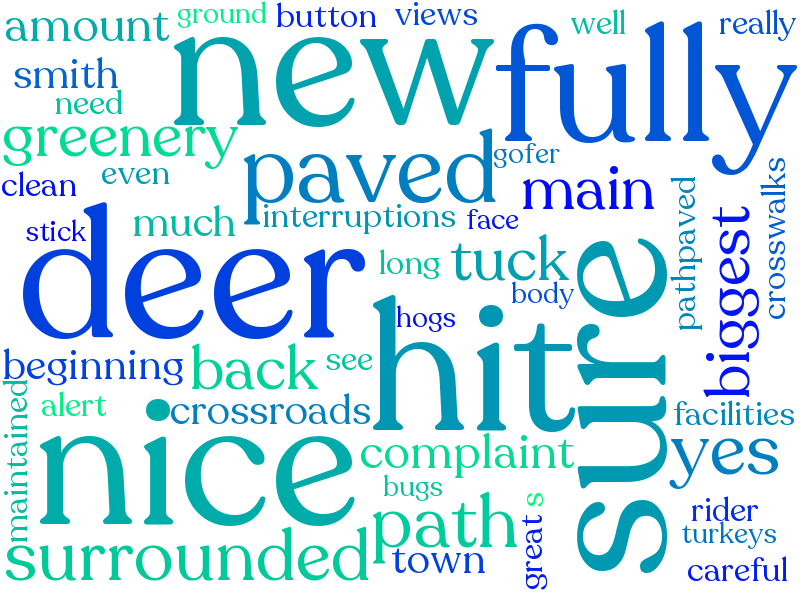 ground
button
views
amount
new
fully
well
really
smith
need
greenery
paved
gofer
clean
even
main
stick
much
interruptions
face
pathpaved
crosswalks
biggest
deer
long
tuck
body
sure
hit
hogs
beginning
back
see
maintained
alert
crossroads
facilities
nice
complaint
yes
bugs
path
s
great
rider
surrounded
town
turkeys
careful